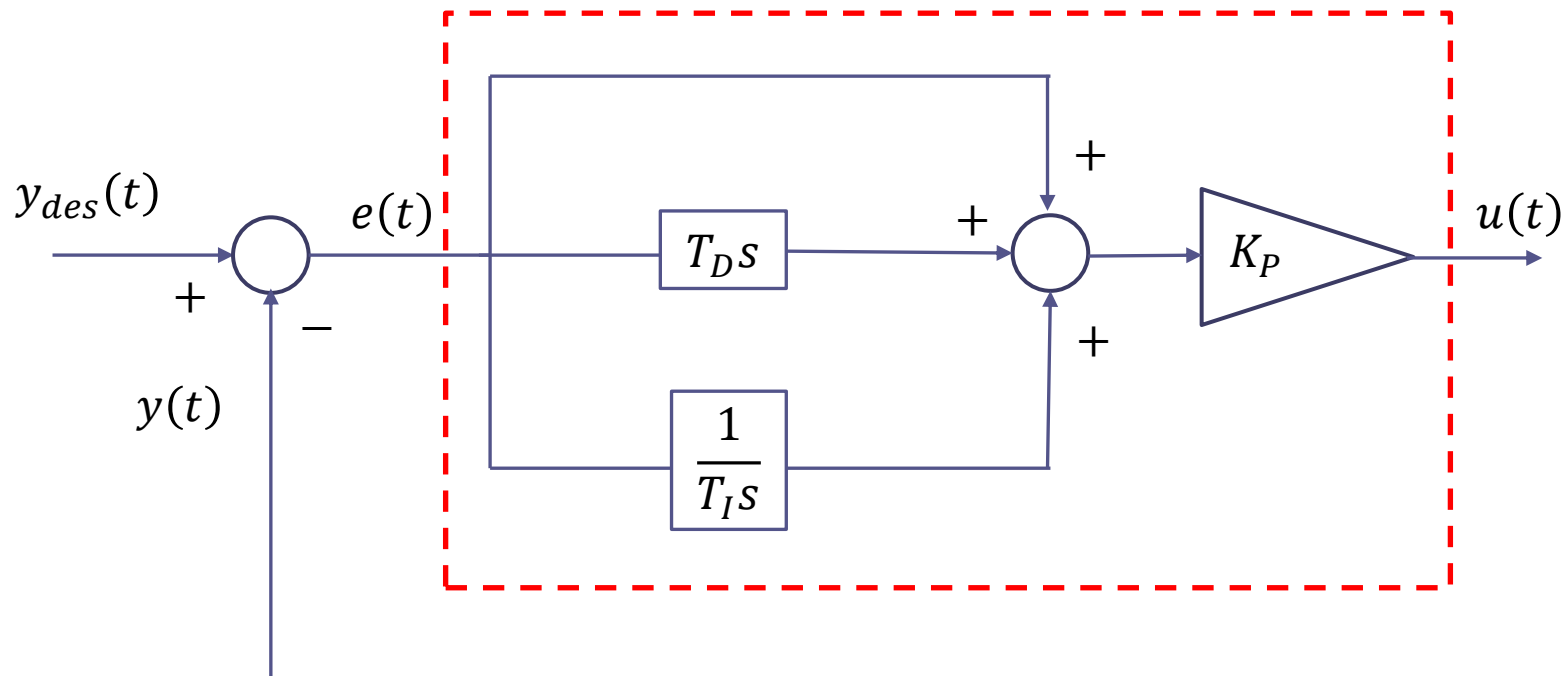 +
y_des(t)
e(t)
+
T_D s
K_P
u(t)
+
−
+
y(t)
1
T_I s